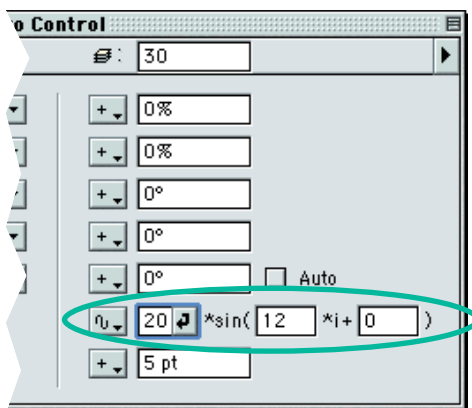 o Control
: 30
+ 0%
+ 0%
+ 0°
+ 0°
+ 0° Auto
20 *sin( 12 *i+ 0 )
+ 5 pt